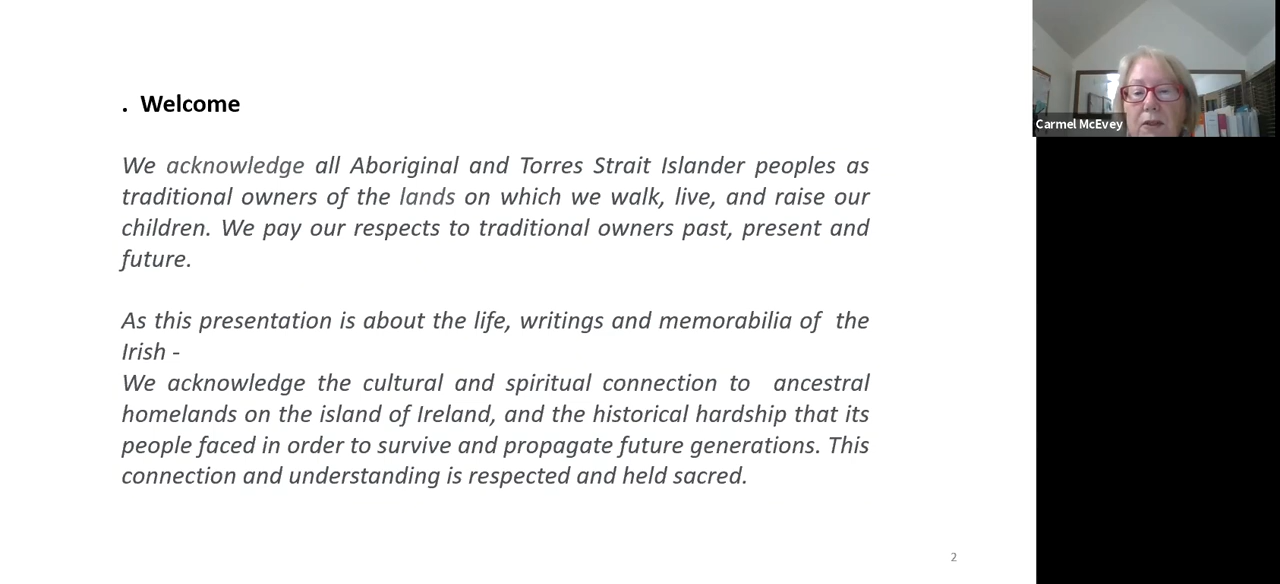 . Welcome
We acknowledge all Aboriginal and Torres Strait Islander peoples as
traditional owners of the lands on which we walk, live, and raise our
children. We pay our respects to traditional owners past, present and
future.
As this presentation is about the life, writings and memorabilia of the
Irish -
We acknowledge the cultural and spiritual connection to ancestral
homelands on the island of Ireland, and the historical hardship that its
people faced in order to survive and propagate future generations. This
connection and understanding is respected and held sacred.
2
Carmel McEvey